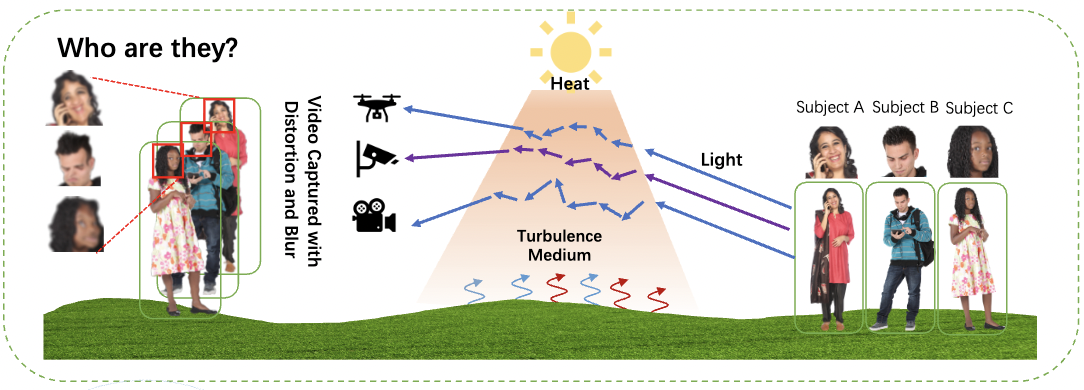 Who are they?
Video Captured with
Distortion and Blur
Heat
Light
Turbulence
Medium
Subject A
Subject B
Subject C